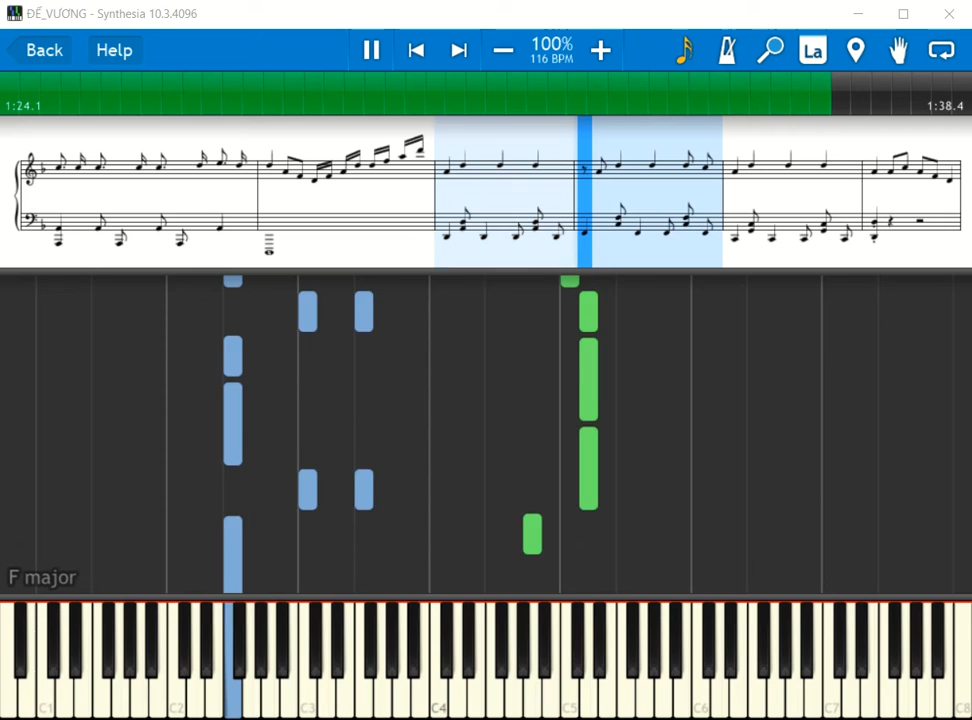 ĐẾ_VƯƠNG - Synthesia 10.3.4096
Back Help 100% La
116 BPM
1:24.1 1:38.4
F major
C1 C2 C3 C4 C5 C6 C7 C8